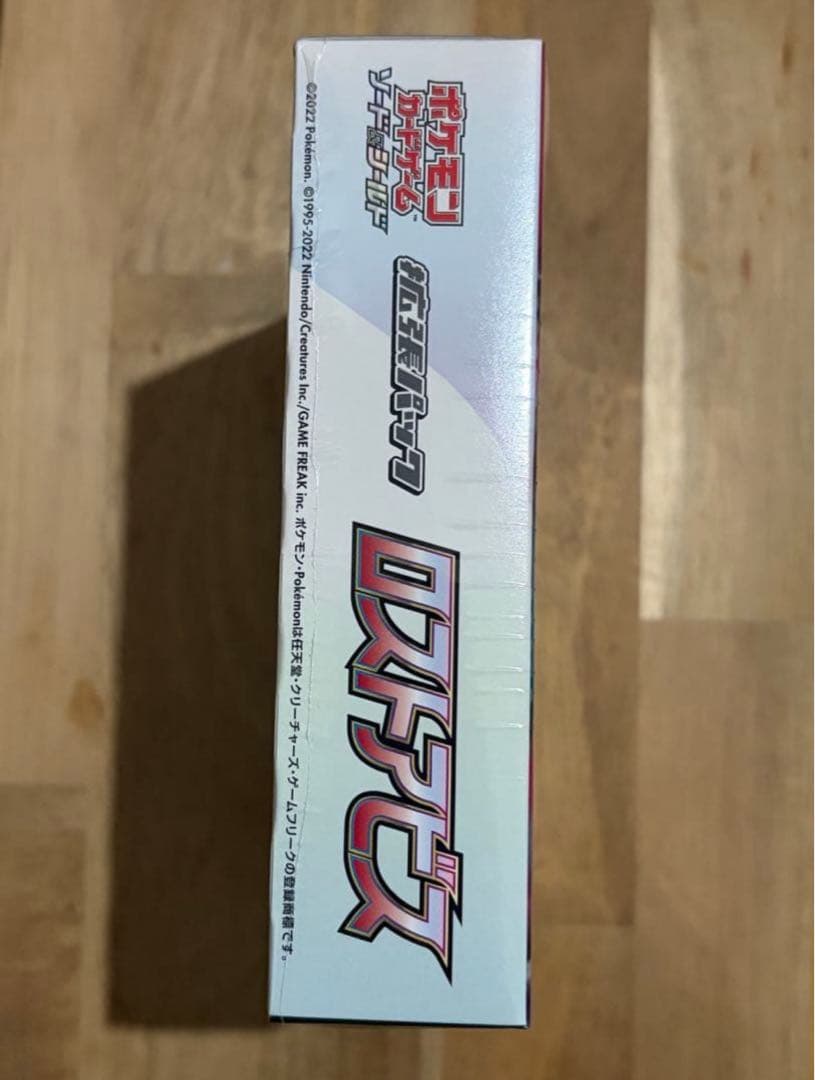 ポケモン
カードゲーム™
ソード&シールド
拡張パック
ロストアビス
©2022 Pokémon. ©1995-2022 Nintendo/Creatures Inc./GAME FREAK inc. ポケモン・Pokémonは任天堂・クリーチャーズ・ゲームフリークの登録商標です。